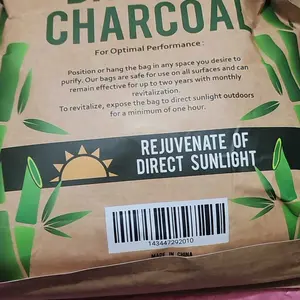 CHARCOAL
For Optimal Performance:
Position or hang the bag in any space you desire to
purify. Our bags are safe for use on all surfaces and can
remain effective for up to two years with monthly
revitalization.
To revitalize, expose the bag to direct sunlight outdoors
for a minimum of one hour.
REJUVENATE OF
DIRECT SUNLIGHT
143447292010
MADE IN CHINA